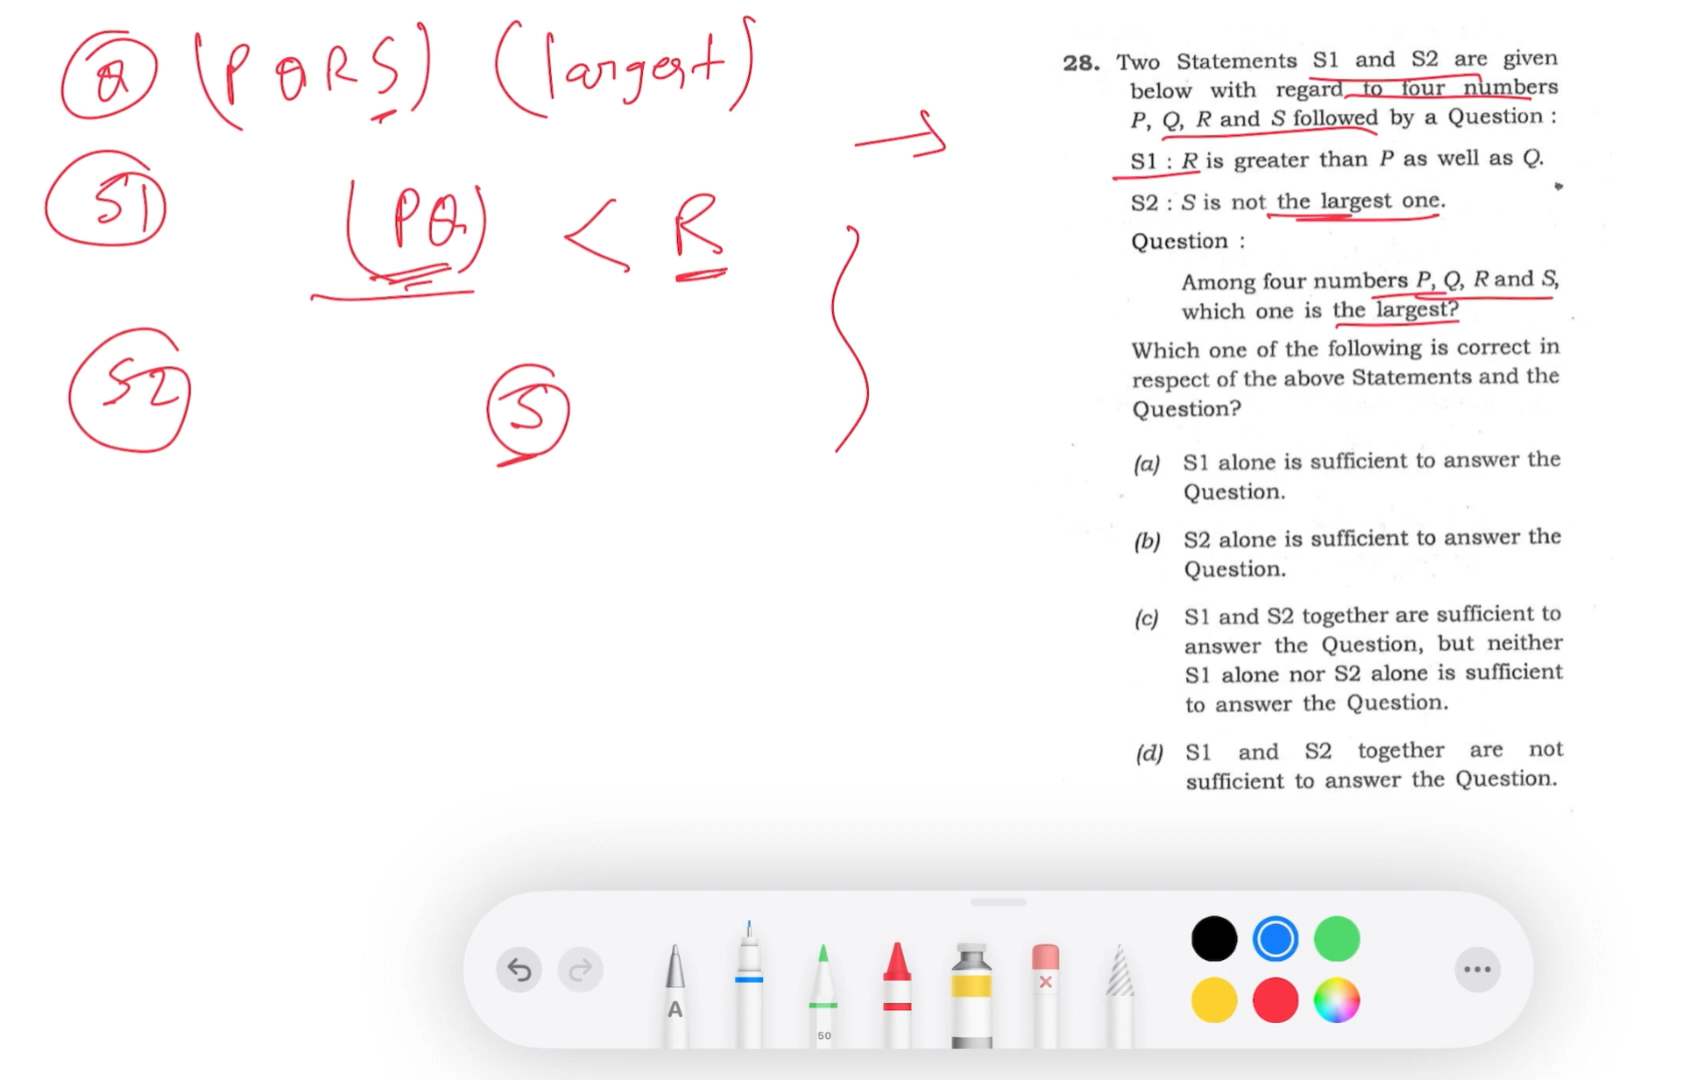 Q (PQRS) (largest)
S1 (PQ) < R
S2 S
28. Two Statements S1 and S2 are given
below with regard to four numbers
P, Q, R and S followed by a Question :
S1 : R is greater than P as well as Q.
S2 : S is not the largest one.
Question :
Among four numbers P, Q, R and S,
which one is the largest?
Which one of the following is correct in
respect of the above Statements and the
Question?
(a) S1 alone is sufficient to answer the
Question.
(b) S2 alone is sufficient to answer the
Question.
(c) S1 and S2 together are sufficient to
answer the Question, but neither
S1 alone nor S2 alone is sufficient
to answer the Question.
(d) S1 and S2 together are not
sufficient to answer the Question.
A
50